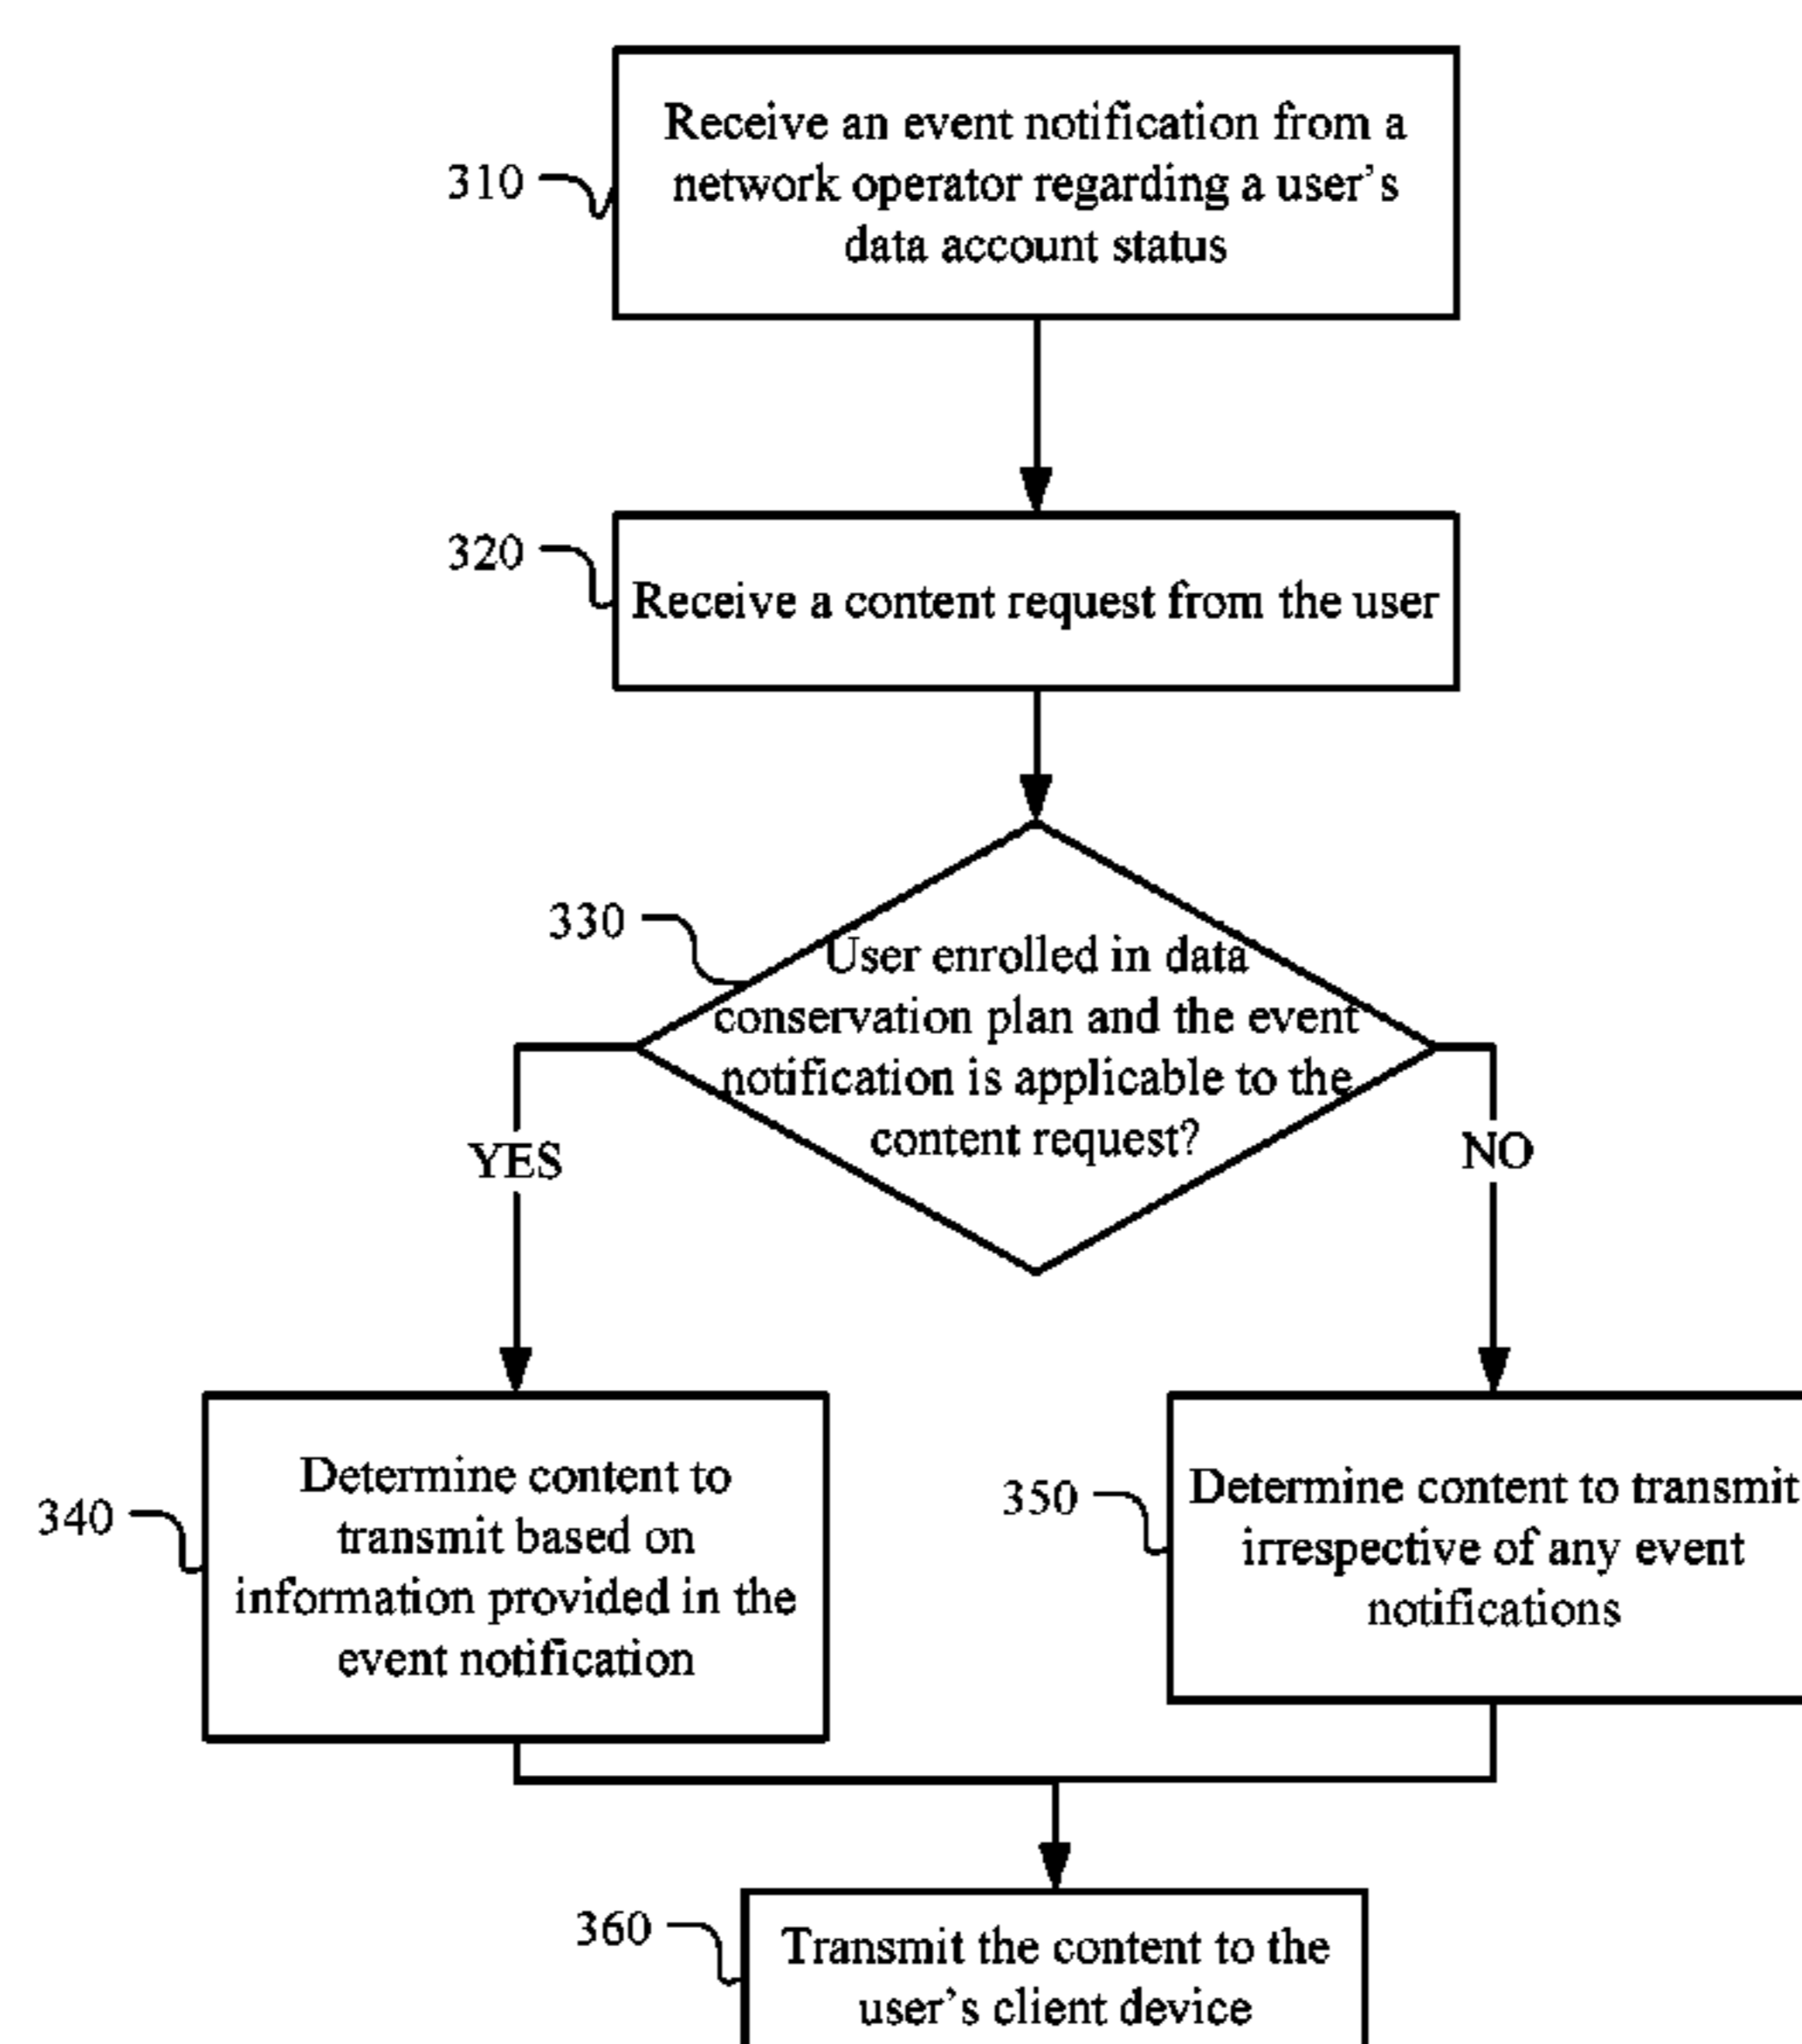 310
Receive an event notification from a
network operator regarding a user's
data account status
320
Receive a content request from the user
330
User enrolled in data
conservation plan and the event
notification is applicable to the
content request?
YES
NO
340
Determine content to
transmit based on
information provided in the
event notification
350
Determine content to transmit
irrespective of any event
notifications
360
Transmit the content to the
user's client device